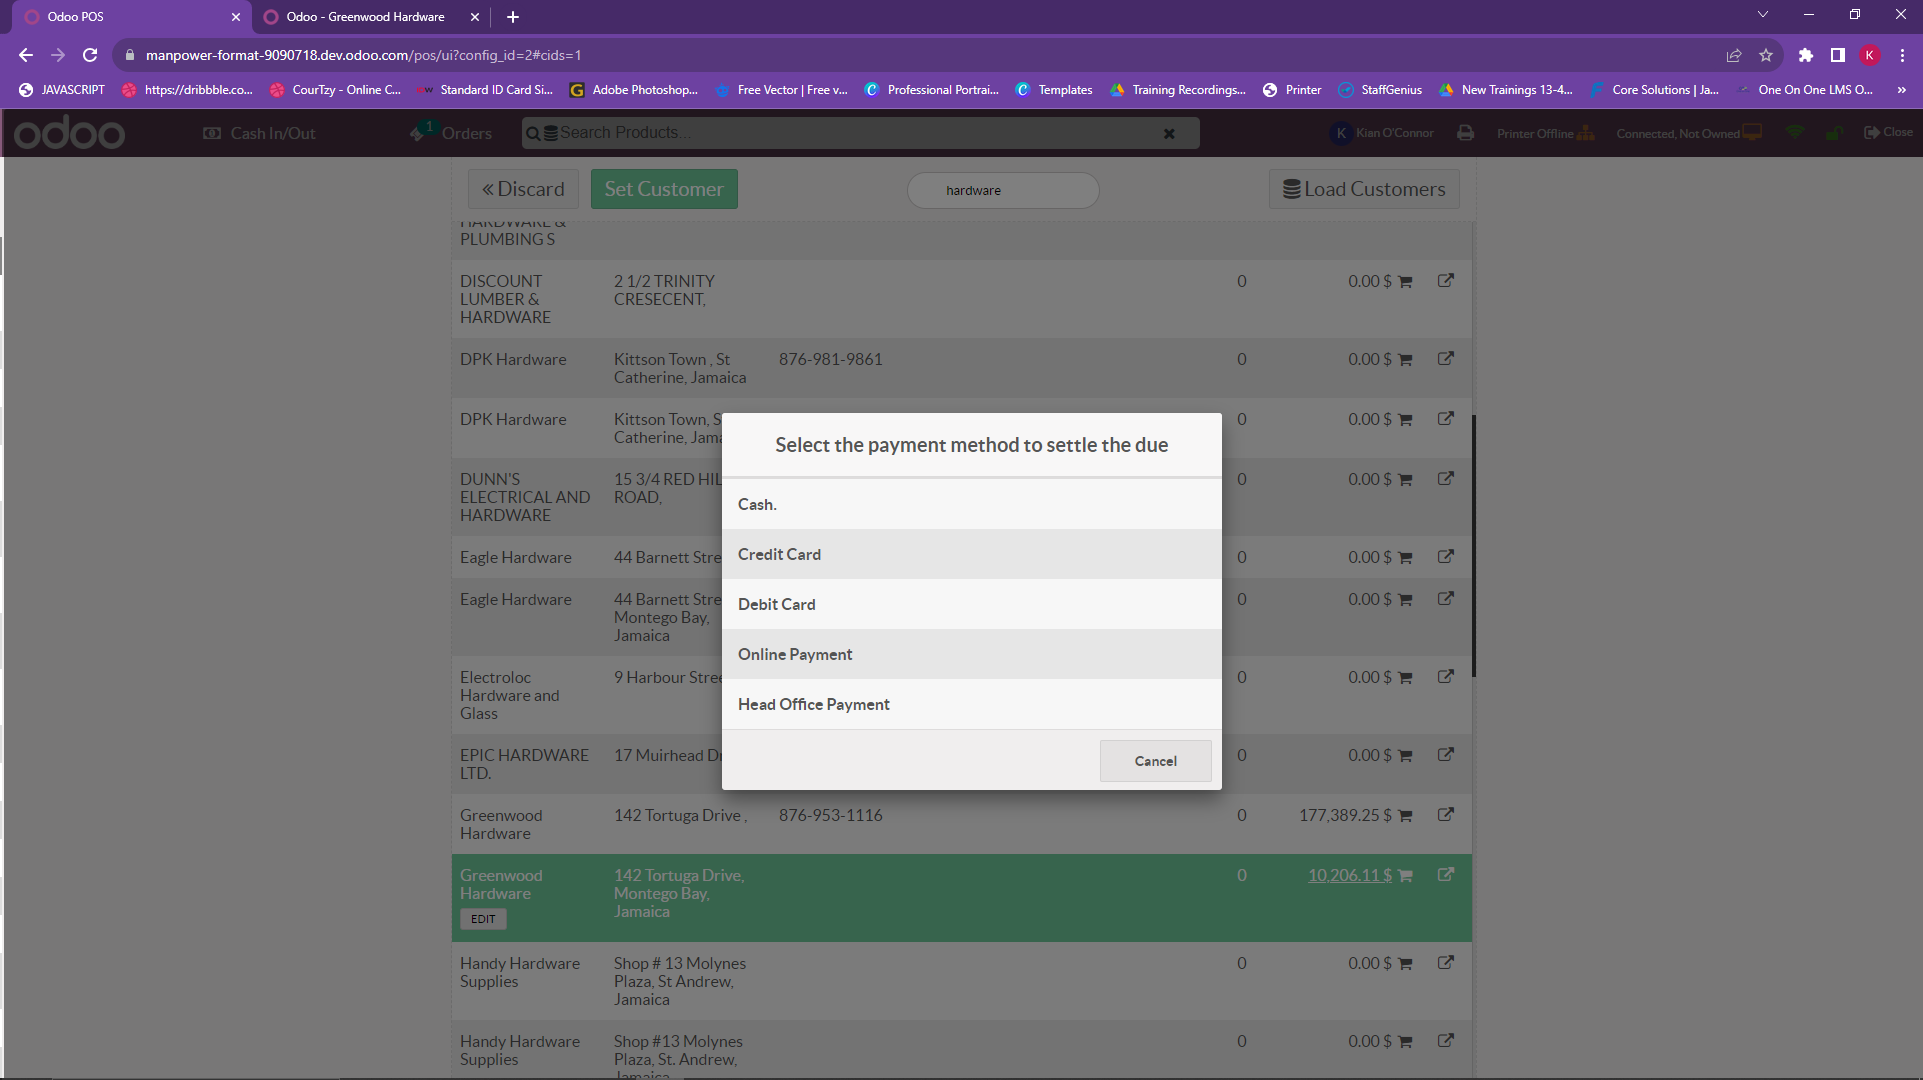 Odoo POS
Odoo - Greenwood Hardware
manpower-format-9090718.dev.odoo.com/pos/ui?config_id=2#cids=1
K
JAVASCRIPT
https://dribbble.co...
CourTzy - Online C...
Standard ID Card Si...
Adobe Photoshop...
Free Vector | Free v...
Professional Portrai...
Templates
Training Recordings...
Printer
StaffGenius
New Trainings 13-4...
Core Solutions | Ja...
One On One LMS O...
»
odoo
Cash In/Out
1
Orders
Search Products...
K
Kian O'Connor
Printer Offline
Connected, Not Owned
Close
« Discard
Set Customer
hardware
Load Customers
HARDWARE &
PLUMBING S
DISCOUNT
LUMBER &
HARDWARE
2 1/2 TRINITY
CRESECENT,
0
0.00 $
DPK Hardware
Kittson Town , St
Catherine, Jamaica
876-981-9861
0
0.00 $
DPK Hardware
Kittson Town, S
Catherine, Jama
0
0.00 $
DUNN'S
ELECTRICAL AND
HARDWARE
15 3/4 RED HIL
ROAD,
0
0.00 $
Eagle Hardware
44 Barnett Stre
0
0.00 $
Eagle Hardware
44 Barnett Stre
Montego Bay,
Jamaica
0
0.00 $
Electroloc
Hardware and
Glass
9 Harbour Stree
0
0.00 $
EPIC HARDWARE
LTD.
17 Muirhead Dr
0
0.00 $
Greenwood
Hardware
142 Tortuga Drive ,
876-953-1116
0
177,389.25 $
Greenwood
Hardware
EDIT
142 Tortuga Drive,
Montego Bay,
Jamaica
0
10,206.11 $
Handy Hardware
Supplies
Shop # 13 Molynes
Plaza, St Andrew,
Jamaica
0
0.00 $
Handy Hardware
Supplies
Shop #13 Molynes
Plaza, St. Andrew,
Jamaica
0
0.00 $
Select the payment method to settle the due
Cash.
Credit Card
Debit Card
Online Payment
Head Office Payment
Cancel